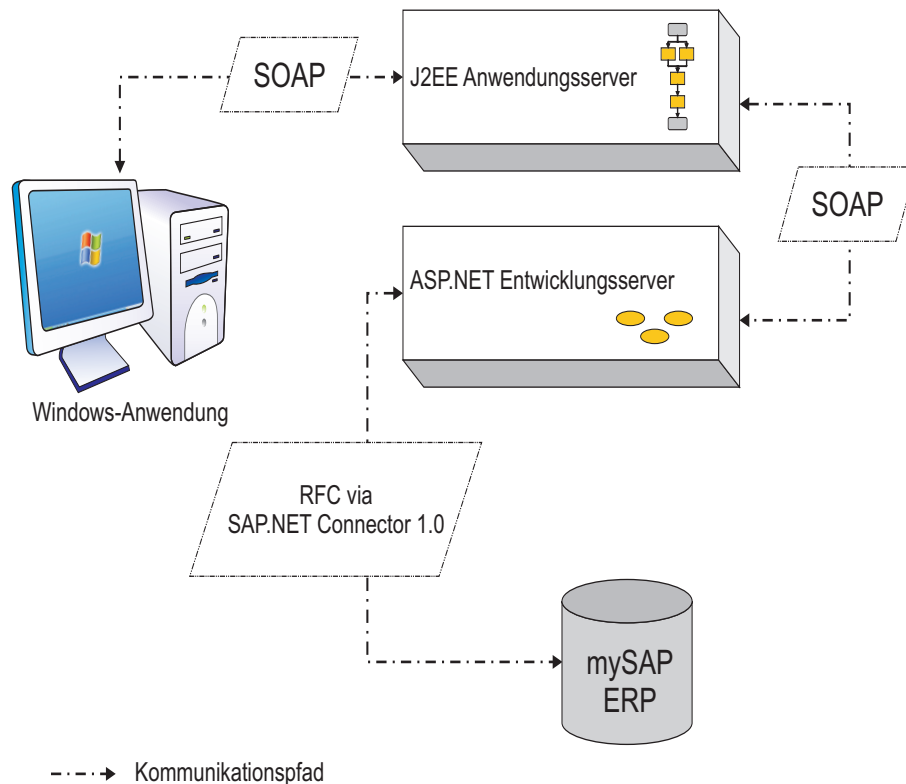 SOAP
J2EE Anwendungsserver
SOAP
ASP.NET Entwicklungsserver
Windows-Anwendung
RFC via
SAP.NET Connector 1.0
mySAP
ERP
Kommunikationspfad